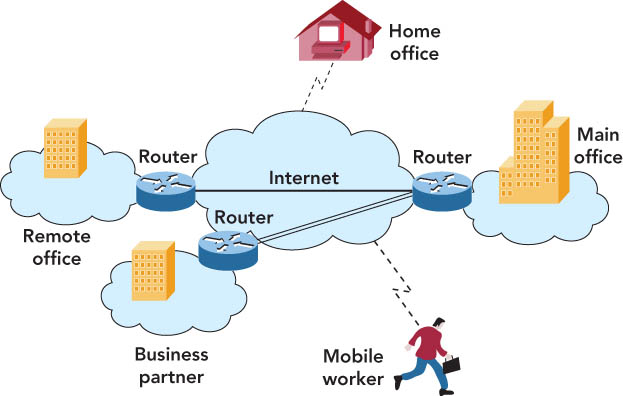 Home
office
Router
Router
Main
office
Internet
Router
Remote
office
Business
partner
Mobile
worker